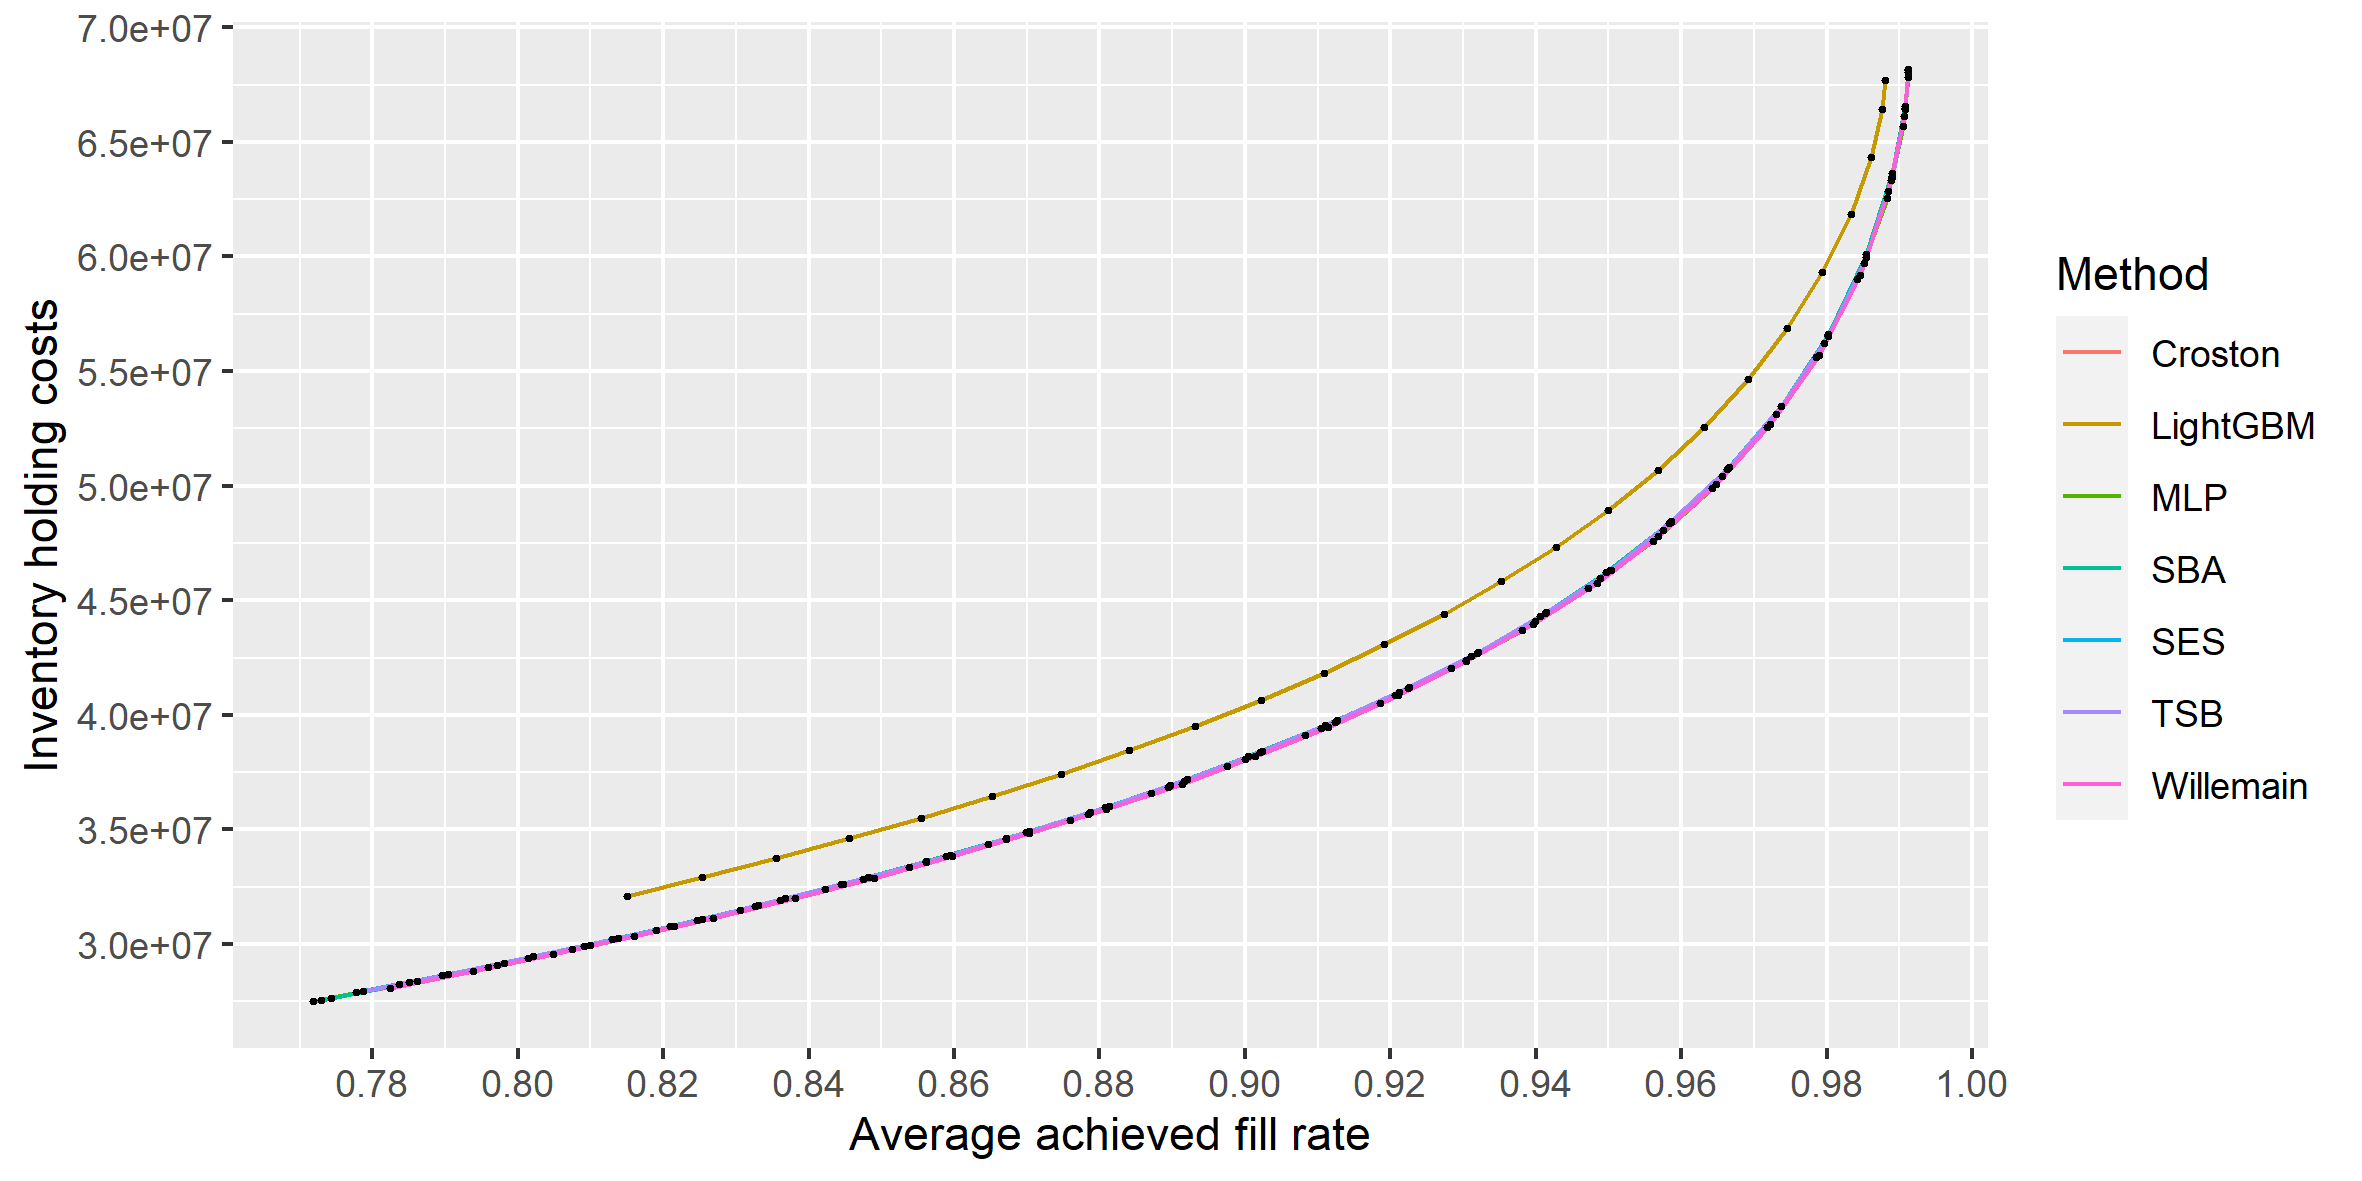 7.0e+07
6.5e+07
6.0e+07
5.5e+07
5.0e+07
4.5e+07
4.0e+07
3.5e+07
3.0e+07
Inventory holding costs
0.78 0.80 0.82 0.84 0.86 0.88 0.90 0.92 0.94 0.96 0.98 1.00
Average achieved fill rate
Method
Croston
LightGBM
MLP
SBA
SES
TSB
Willemain